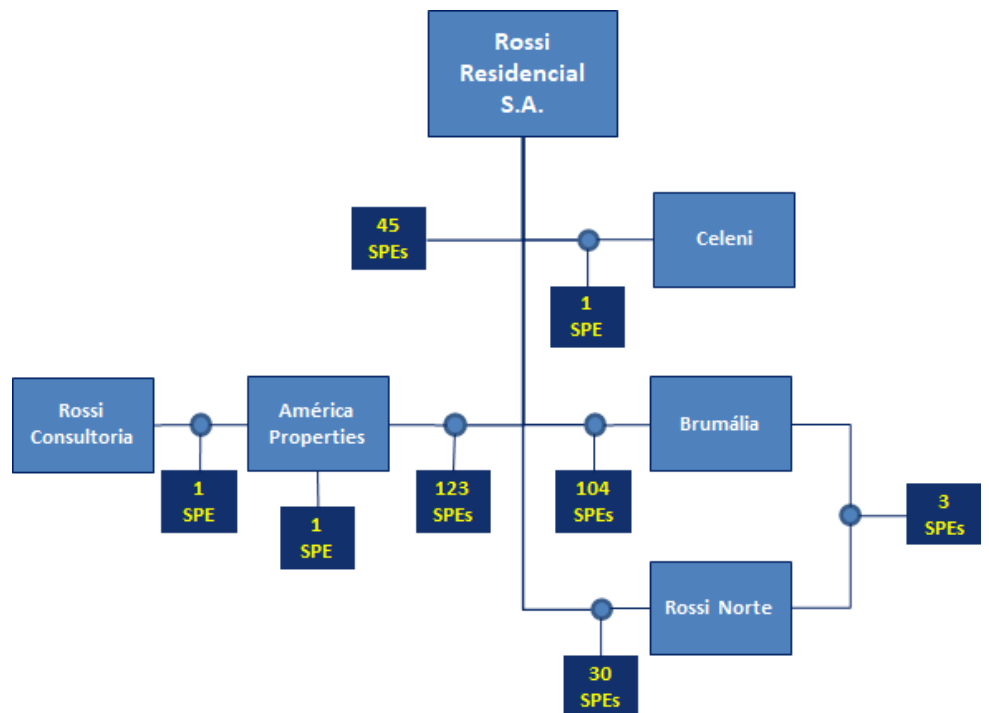 Rossi
Residencial
S.A.
45
SPEs
Celeni
1
SPE
Rossi
Consultoria
América
Properties
Brumália
1
SPE
1
SPE
123
SPEs
104
SPEs
3
SPEs
Rossi Norte
30
SPEs